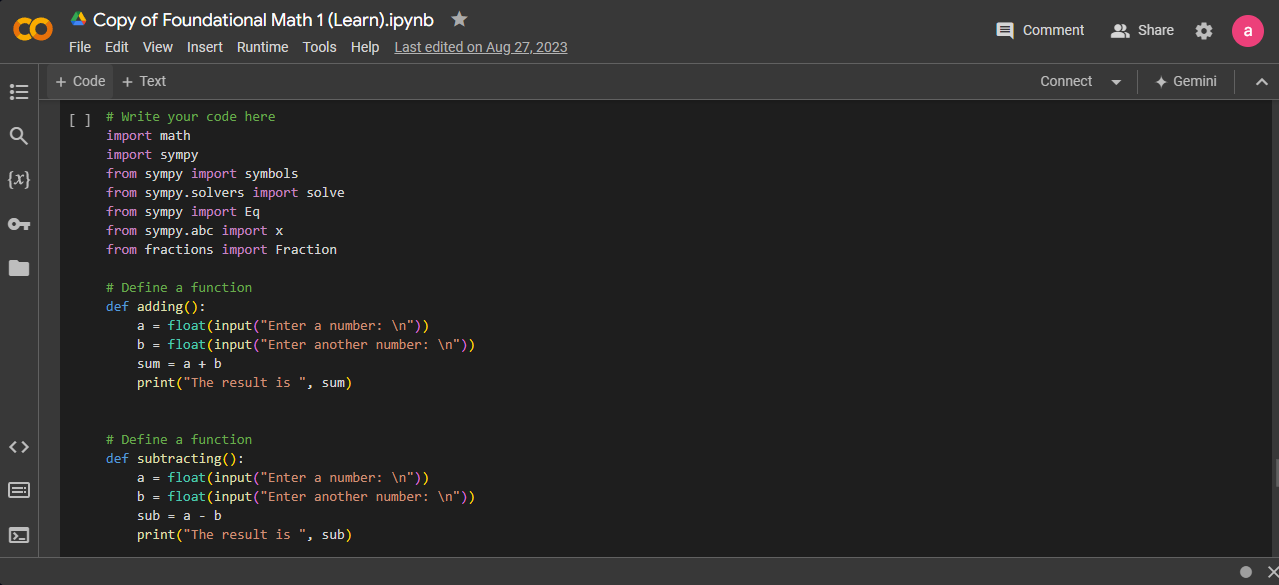 Copy of Foundational Math 1 (Learn).ipynb
File Edit View Insert Runtime Tools Help Last edited on Aug 27, 2023
Comment Share a
+ Code + Text
Connect Gemini
{x}
[ ] # Write your code here
import math
import sympy
from sympy import symbols
from sympy.solvers import solve
from sympy import Eq
from sympy.abc import x
from fractions import Fraction
# Define a function
def adding():
    a = float(input("Enter a number: \n"))
    b = float(input("Enter another number: \n"))
    sum = a + b
    print("The result is ", sum)
# Define a function
def subtracting():
    a = float(input("Enter a number: \n"))
    b = float(input("Enter another number: \n"))
    sub = a - b
    print("The result is ", sub)